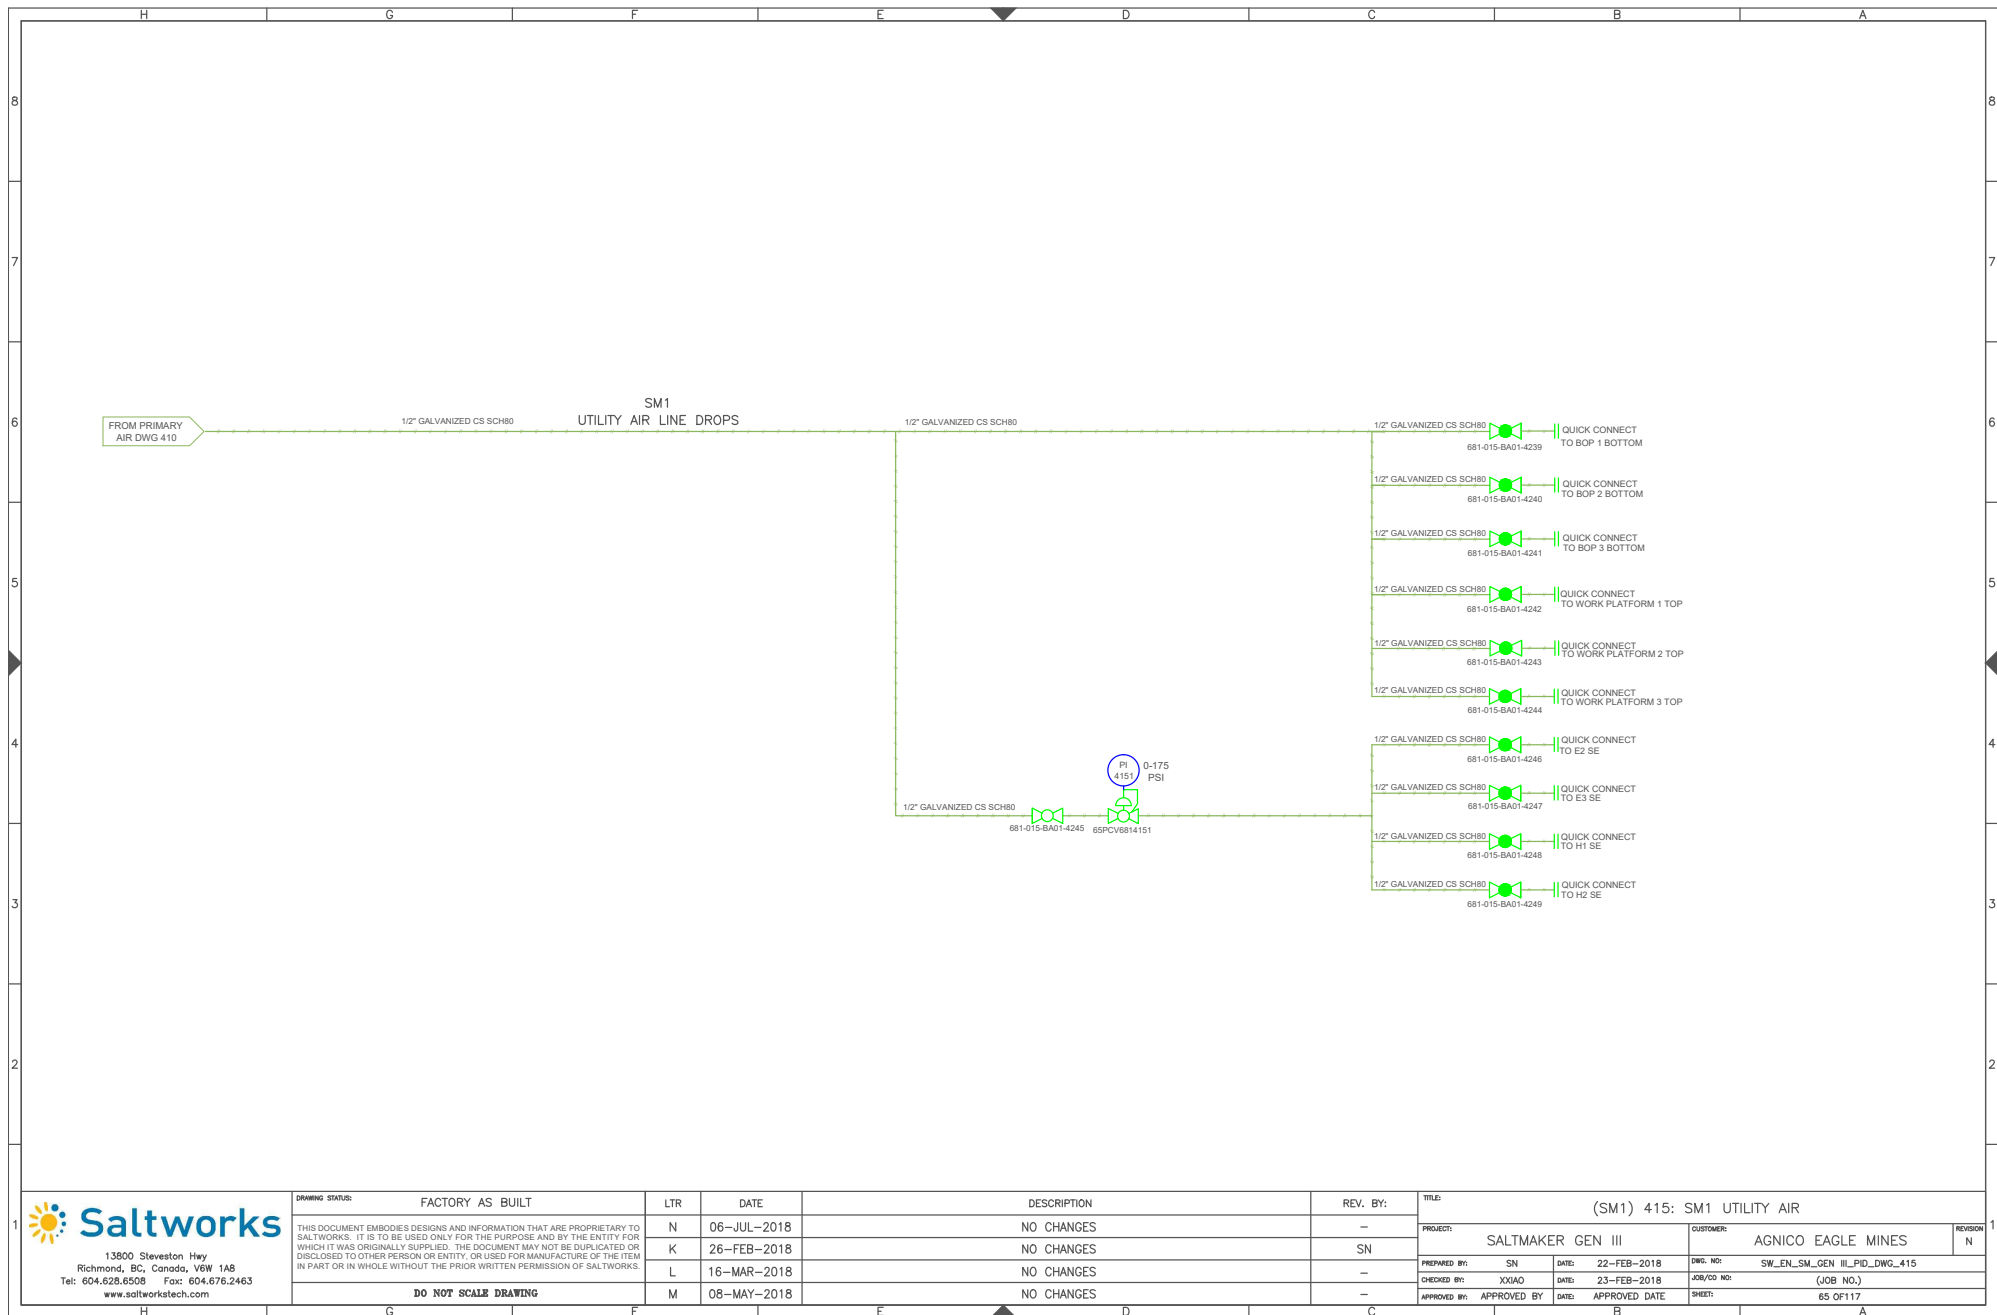 H G F E D C B A
8 8
7 7
6 6
5 5
4 4
3 3
2 2
1 1
FROM PRIMARY
AIR DWG 410
1/2" GALVANIZED CS SCH80
SM1
UTILITY AIR LINE DROPS
1/2" GALVANIZED CS SCH80
1/2" GALVANIZED CS SCH80
681-015-BA01-4239
QUICK CONNECT
TO BOP 1 BOTTOM
1/2" GALVANIZED CS SCH80
681-015-BA01-4240
QUICK CONNECT
TO BOP 2 BOTTOM
1/2" GALVANIZED CS SCH80
681-015-BA01-4241
QUICK CONNECT
TO BOP 3 BOTTOM
1/2" GALVANIZED CS SCH80
681-015-BA01-4242
QUICK CONNECT
TO WORK PLATFORM 1 TOP
1/2" GALVANIZED CS SCH80
681-015-BA01-4243
QUICK CONNECT
TO WORK PLATFORM 2 TOP
1/2" GALVANIZED CS SCH80
681-015-BA01-4244
QUICK CONNECT
TO WORK PLATFORM 3 TOP
1/2" GALVANIZED CS SCH80
681-015-BA01-4246
QUICK CONNECT
TO E2 SE
1/2" GALVANIZED CS SCH80
681-015-BA01-4247
QUICK CONNECT
TO E3 SE
1/2" GALVANIZED CS SCH80
681-015-BA01-4248
QUICK CONNECT
TO H1 SE
1/2" GALVANIZED CS SCH80
681-015-BA01-4249
QUICK CONNECT
TO H2 SE
PI
4151
0-175
PSI
1/2" GALVANIZED CS SCH80
681-015-BA01-4245
65PCV6814151
Saltworks
13800 Steveston Hwy
Richmond, BC, Canada, V6W 1A8
Tel: 604.628.6508 Fax: 604.676.2463
www.saltworkstech.com
DRAWING STATUS:
FACTORY AS BUILT
THIS DOCUMENT EMBODIES DESIGNS AND INFORMATION THAT ARE PROPRIETARY TO
SALTWORKS. IT IS TO BE USED ONLY FOR THE PURPOSE AND BY THE ENTITY FOR
WHICH IT WAS ORIGINALLY SUPPLIED. THE DOCUMENT MAY NOT BE DUPLICATED OR
DISCLOSED TO OTHER PERSON OR ENTITY, OR USED FOR MANUFACTURE OF THE ITEM
IN PART OR IN WHOLE WITHOUT THE PRIOR WRITTEN PERMISSION OF SALTWORKS.
DO NOT SCALE DRAWING
LTR DATE DESCRIPTION REV. BY:
N 06-JUL-2018 NO CHANGES -
K 26-FEB-2018 NO CHANGES SN
L 16-MAR-2018 NO CHANGES -
M 08-MAY-2018 NO CHANGES -
TITLE:
(SM1) 415: SM1 UTILITY AIR
PROJECT:
SALTMAKER GEN III
CUSTOMER:
AGNICO EAGLE MINES
REVISION
N
PREPARED BY: SN DATE: 22-FEB-2018 DWG. NO: SW_EN_SM_GEN III_PID_DWG_415
CHECKED BY: XXIAO DATE: 23-FEB-2018 JOB/CO NO: (JOB NO.)
APPROVED BY: APPROVED BY DATE: APPROVED DATE SHEET: 65 OF117
H G F E D C B A